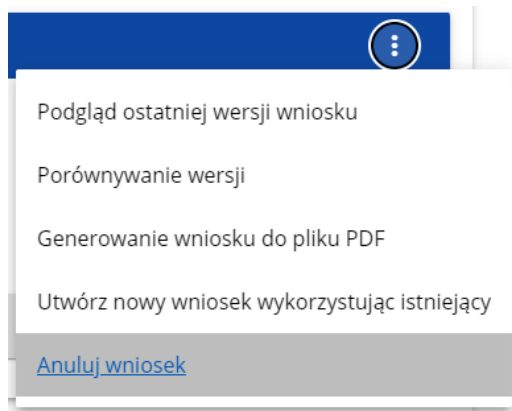 Podgląd ostatniej wersji wniosku
Porównywanie wersji
Generowanie wniosku do pliku PDF
Utwórz nowy wniosek wykorzystując istniejący
Anuluj wniosek